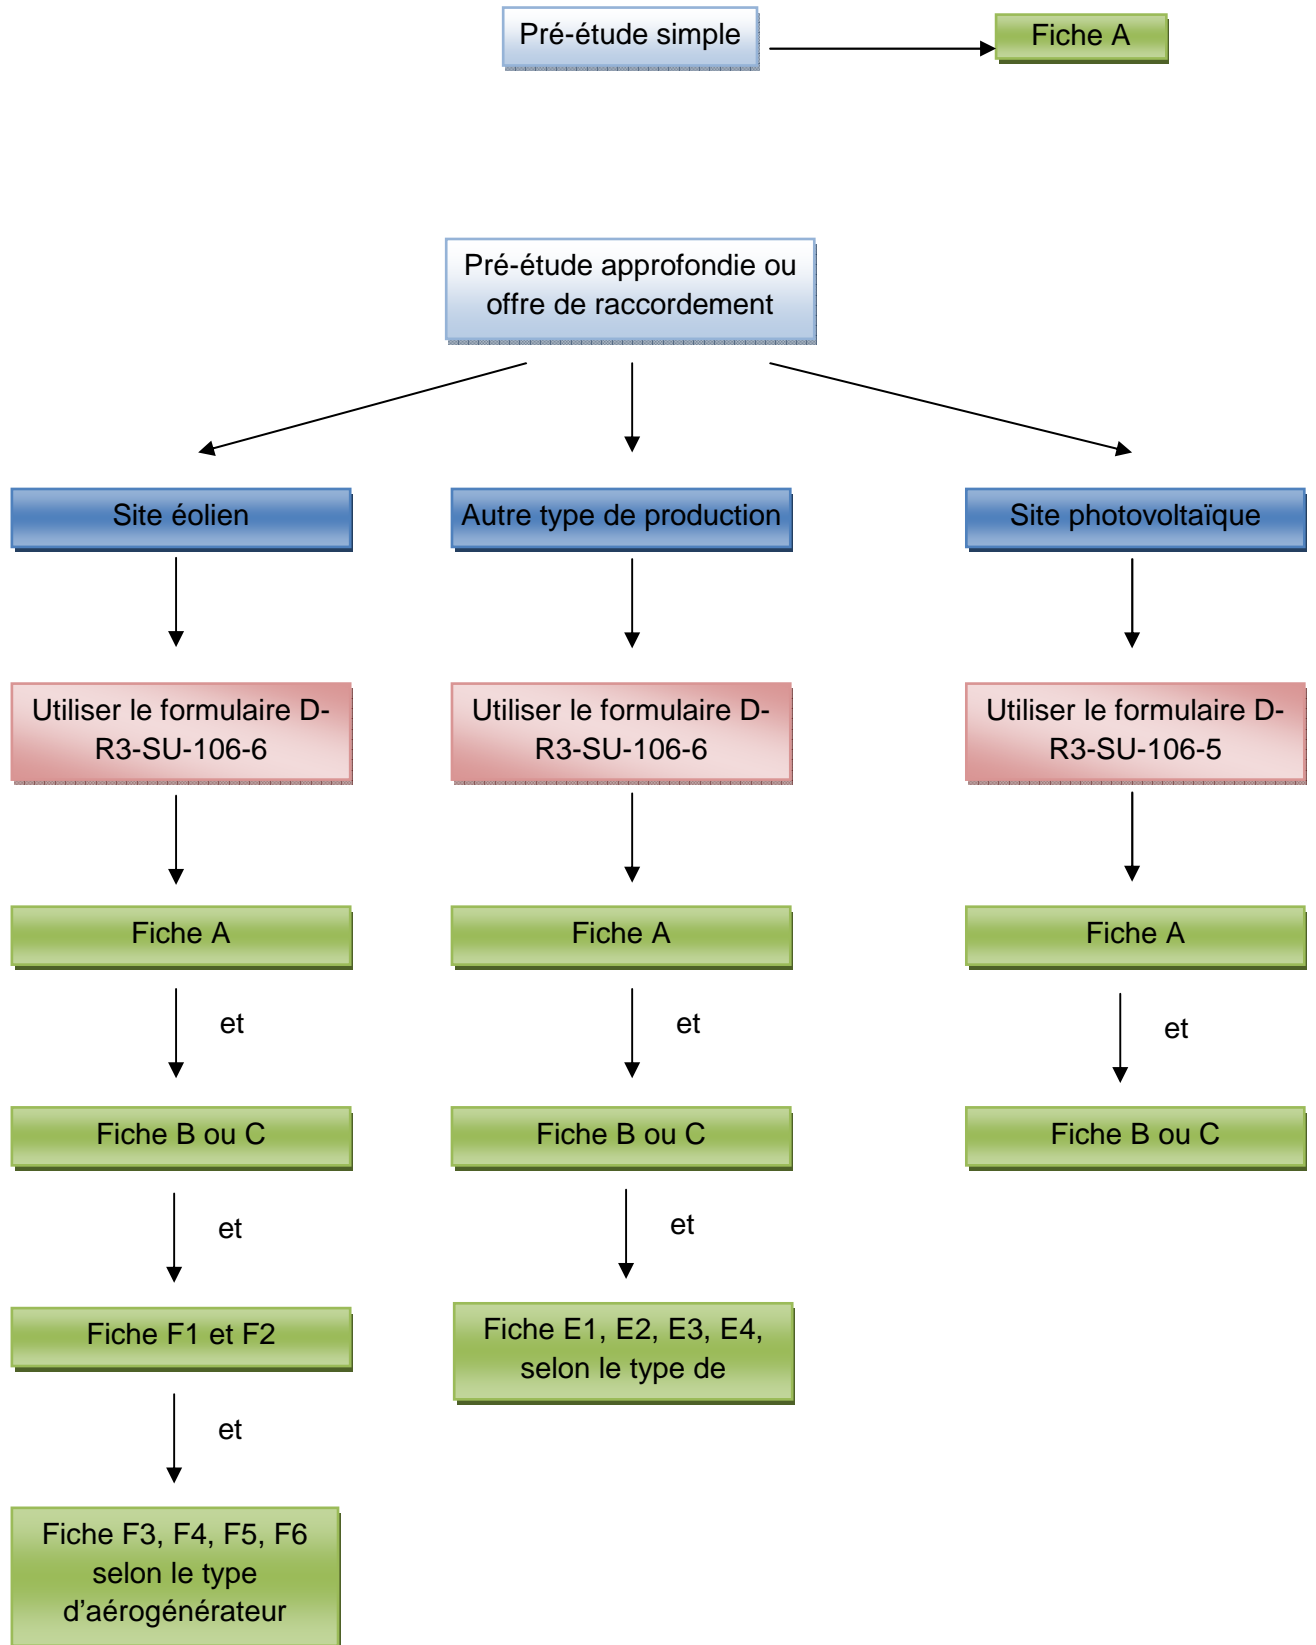 Pré-étude simple
Fiche A
Pré-étude approfondie ou
offre de raccordement
Site éolien
Autre type de production
Site photovoltaïque
Utiliser le formulaire D-
R3-SU-106-6
Utiliser le formulaire D-
R3-SU-106-6
Utiliser le formulaire D-
R3-SU-106-5
Fiche A
Fiche A
Fiche A
et
et
et
Fiche B ou C
Fiche B ou C
Fiche B ou C
et
et
Fiche F1 et F2
Fiche E1, E2, E3, E4,
selon le type de
et
Fiche F3, F4, F5, F6
selon le type
d’aérogénérateur